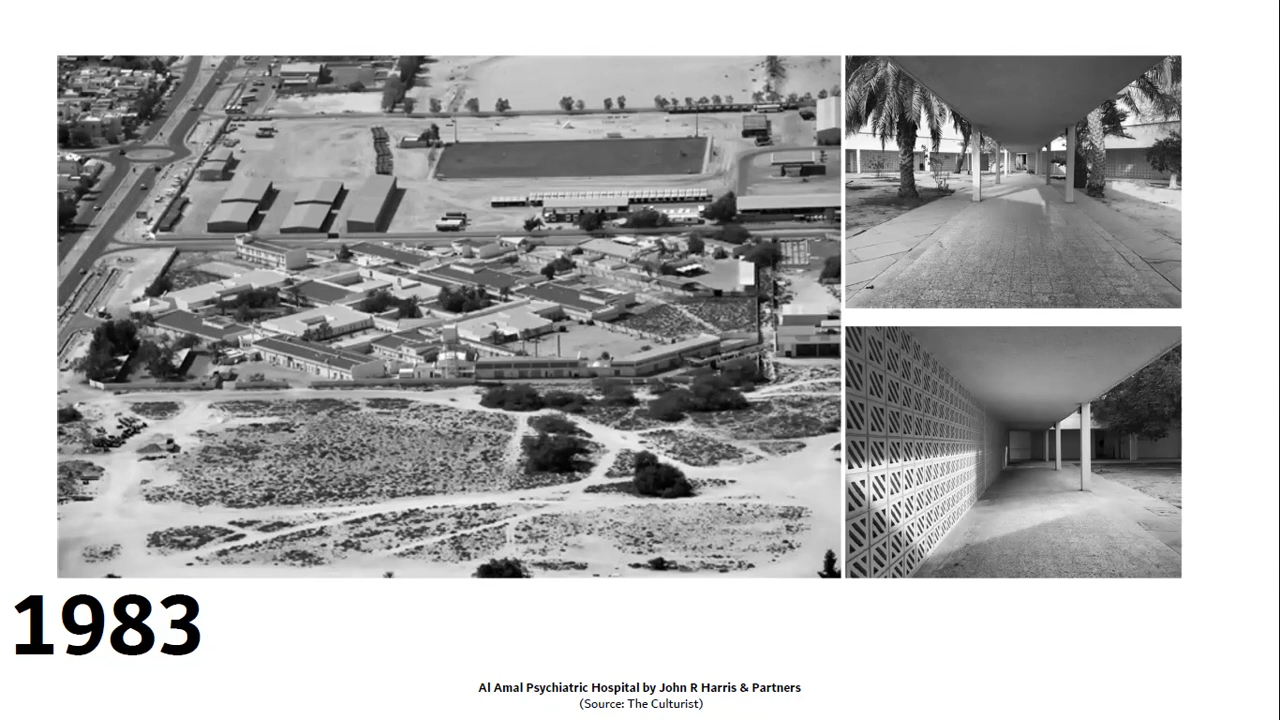 1983
Al Amal Psychiatric Hospital by John R Harris & Partners
(Source: The Culturist)